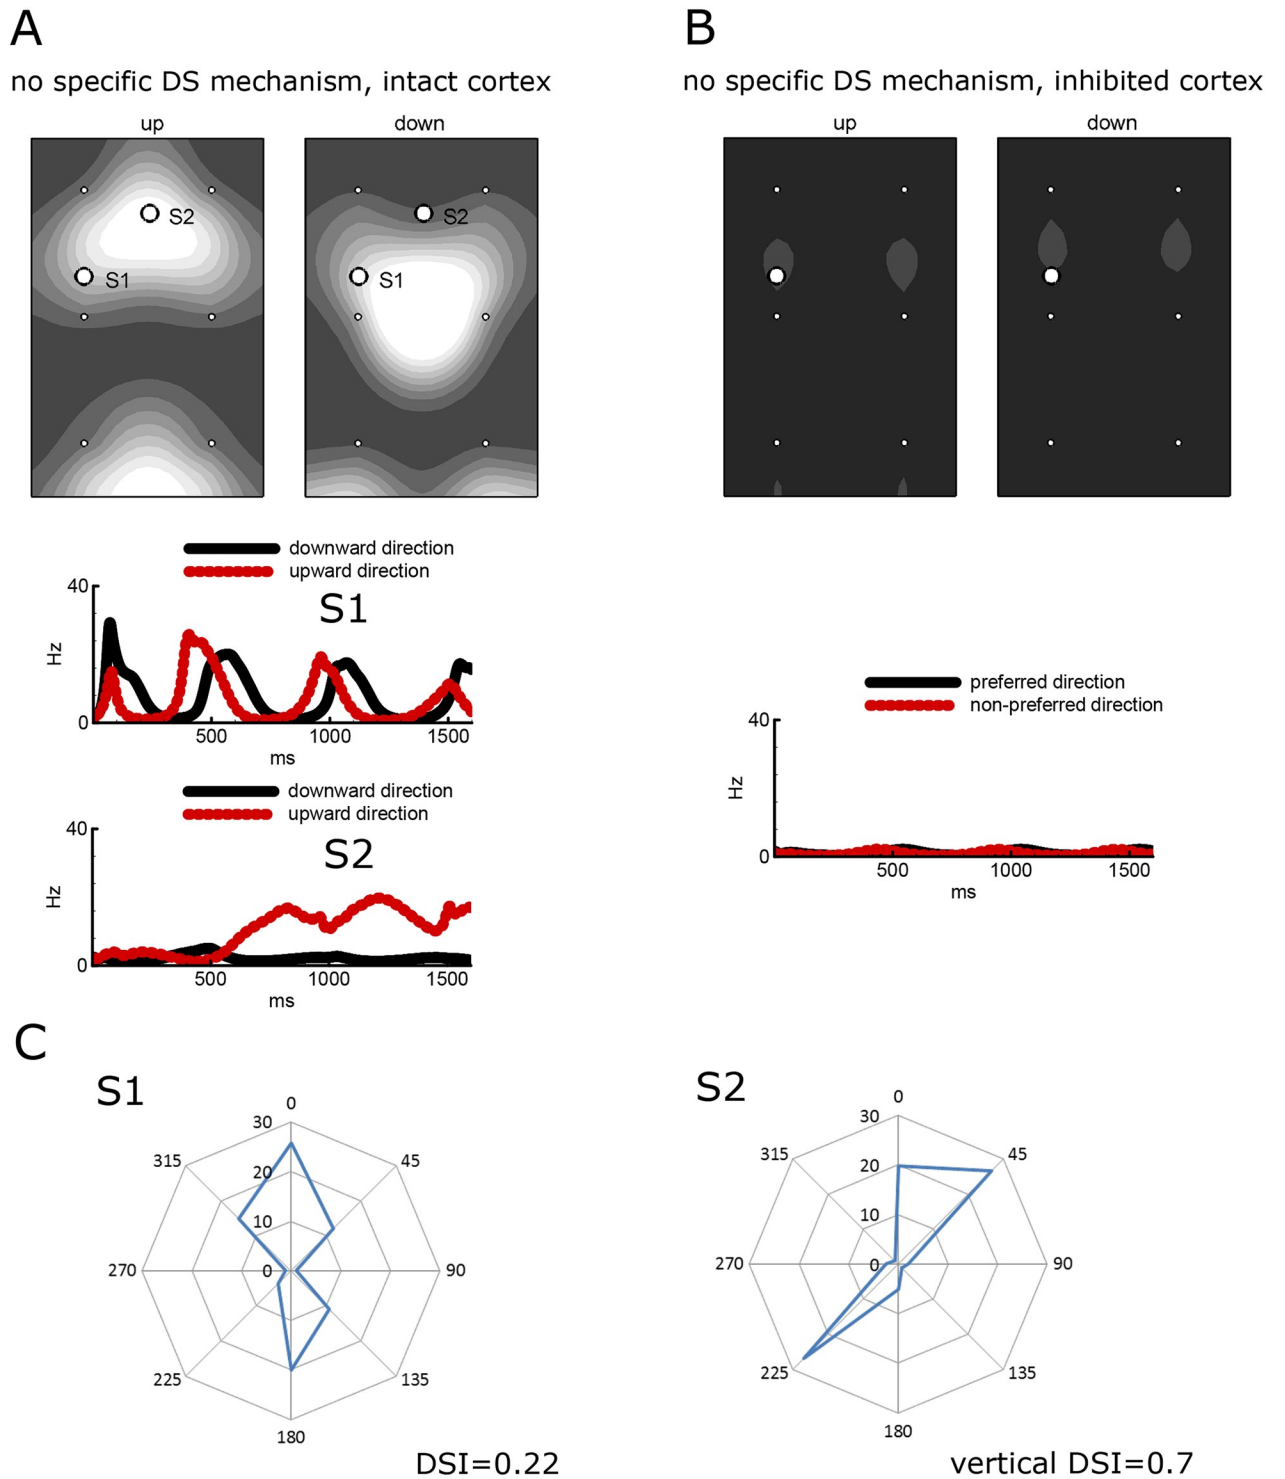 A
B
no specific DS mechanism, intact cortex
no specific DS mechanism, inhibited cortex
up
down
up
down
S2
S1
S2
S1
downward direction
upward direction
S1
40
Hz
0
500
1000
1500
ms
downward direction
upward direction
S2
40
Hz
0
500
1000
1500
ms
preferred direction
non-preferred direction
40
Hz
0
500
1000
1500
ms
C
S1
0
45
90
135
180
225
270
315
30
20
10
0
DSI=0.22
S2
0
45
90
135
180
225
270
315
30
20
10
0
vertical DSI=0.7